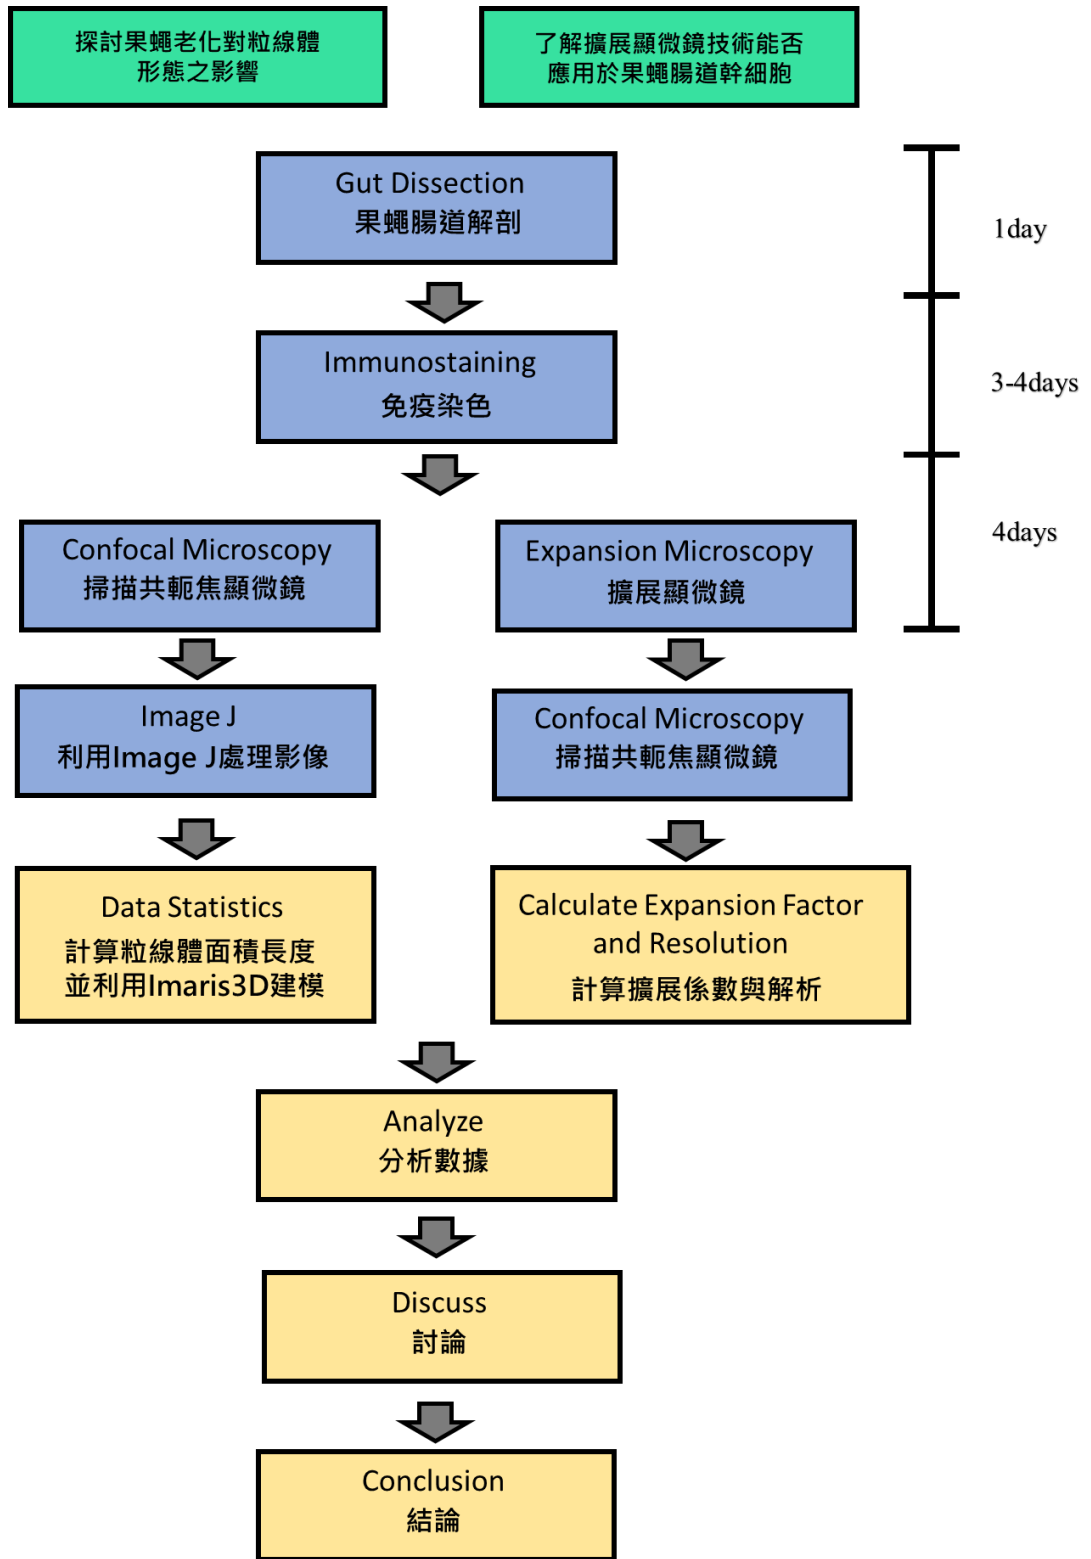 探討果蠅老化對粒線體
形態之影響
了解擴展顯微鏡技術能否
應用於果蠅腸道幹細胞
Gut Dissection
果蠅腸道解剖
1day
Immunostaining
免疫染色
3-4days
Confocal Microscopy
掃描共軛焦顯微鏡
Expansion Microscopy
擴展顯微鏡
4days
Image J
利用Image J處理影像
Confocal Microscopy
掃描共軛焦顯微鏡
Data Statistics
計算粒線體面積長度
並利用Imaris3D建模
Calculate Expansion Factor
and Resolution
計算擴展係數與解析
Analyze
分析數據
Discuss
討論
Conclusion
結論